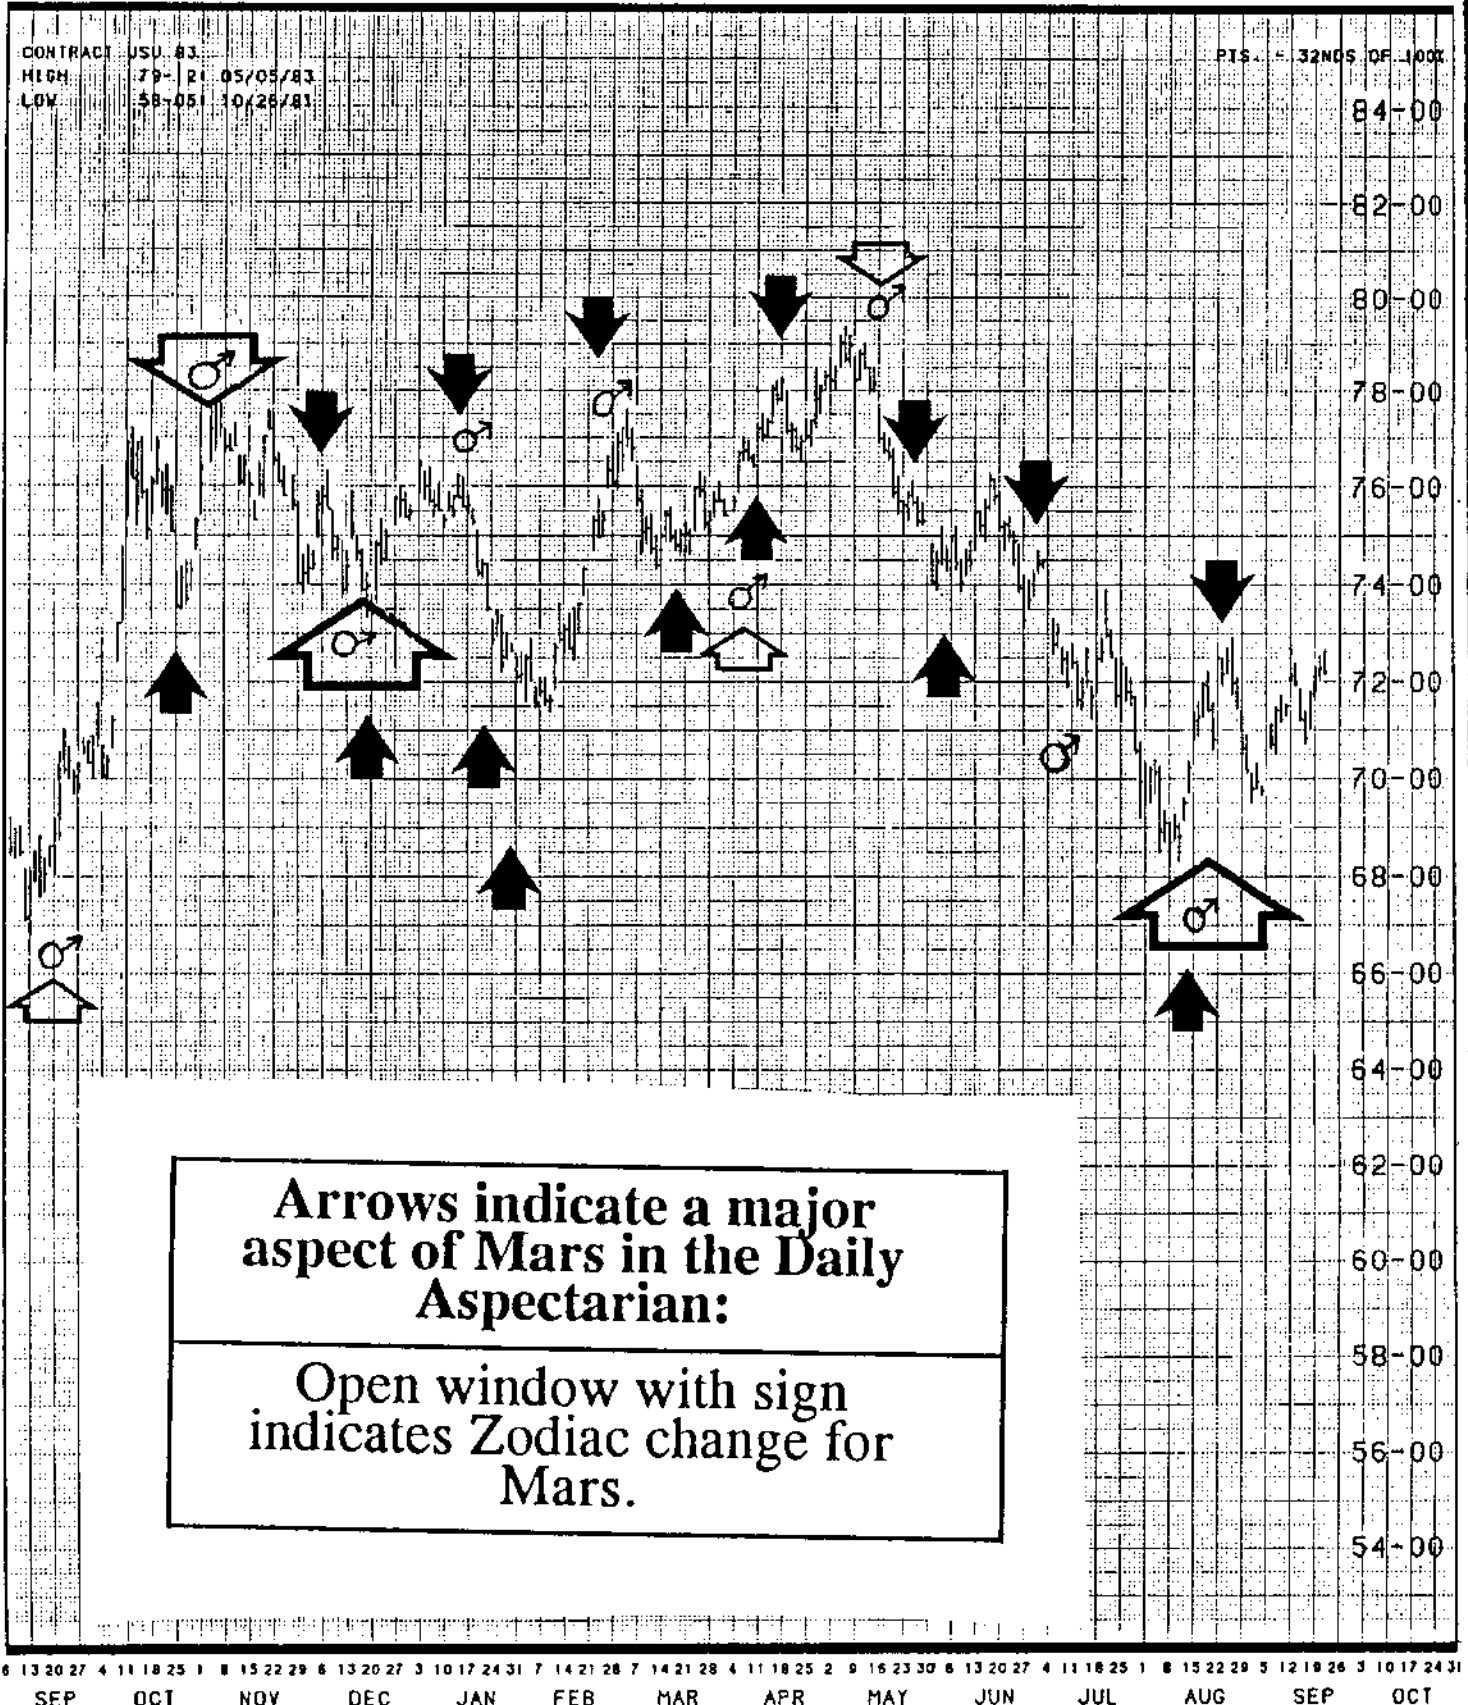 CONTRACT USU 83
PTS. - 32NDS OF 100%
HIGH 79- 2 05/05/83
LOW 58-05 10/26/81
84-00
82-00
80-00
78-00
76-00
74-00
72-00
70-00
68-00
66-00
64-00
62-00
60-00
58-00
56-00
54-00
Arrows indicate a major
aspect of Mars in the Daily
Aspectarian:
Open window with sign
indicates Zodiac change for
Mars.
6 13 20 27 4 11 18 25 1 8 15 22 29 6 13 20 27 3 10 17 24 31 7 14 21 28 7 14 21 28 4 11 18 25 2 9 16 23 30 6 13 20 27 4 11 18 25 1 8 15 22 29 5 12 19 26 3 10 17 24 31
SEP OCT NOV DEC JAN FEB MAR APR MAY JUN JUL AUG SEP OCT